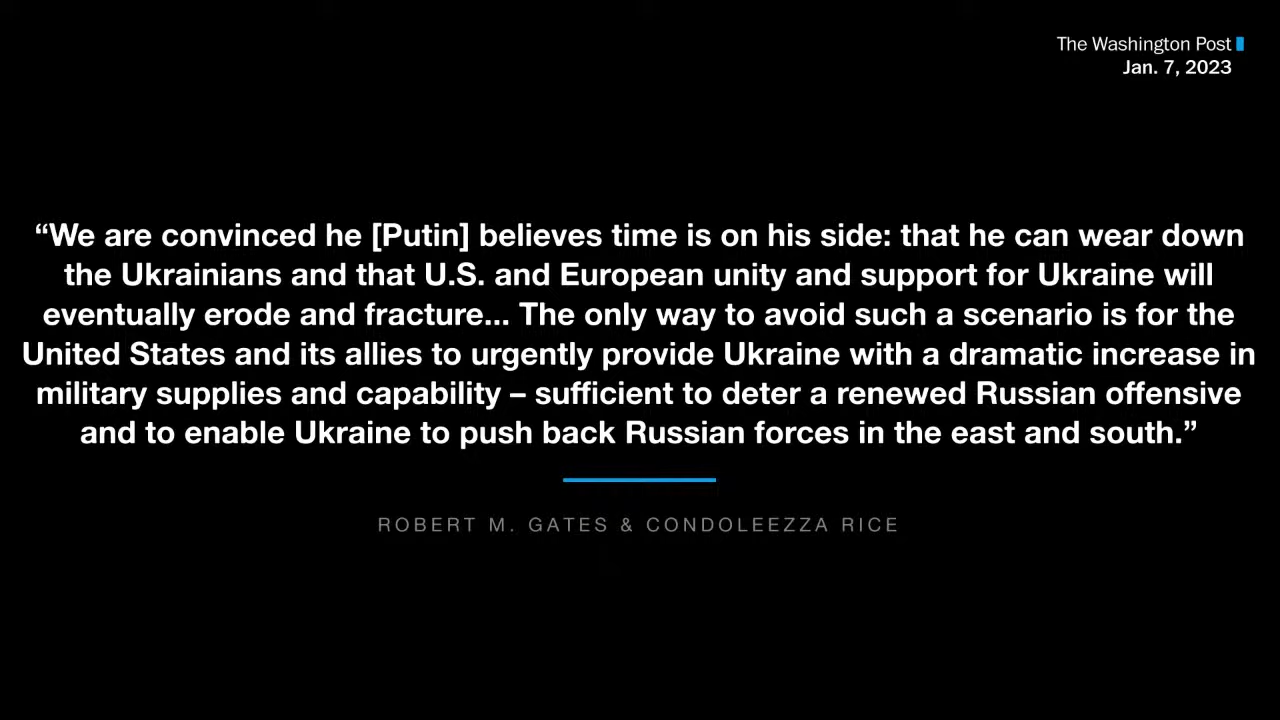 The Washington Post
Jan. 7, 2023
“We are convinced he [Putin] believes time is on his side: that he can wear down
the Ukrainians and that U.S. and European unity and support for Ukraine will
eventually erode and fracture... The only way to avoid such a scenario is for the
United States and its allies to urgently provide Ukraine with a dramatic increase in
military supplies and capability – sufficient to deter a renewed Russian offensive
and to enable Ukraine to push back Russian forces in the east and south.”
ROBERT M. GATES & CONDOLEEZZA RICE